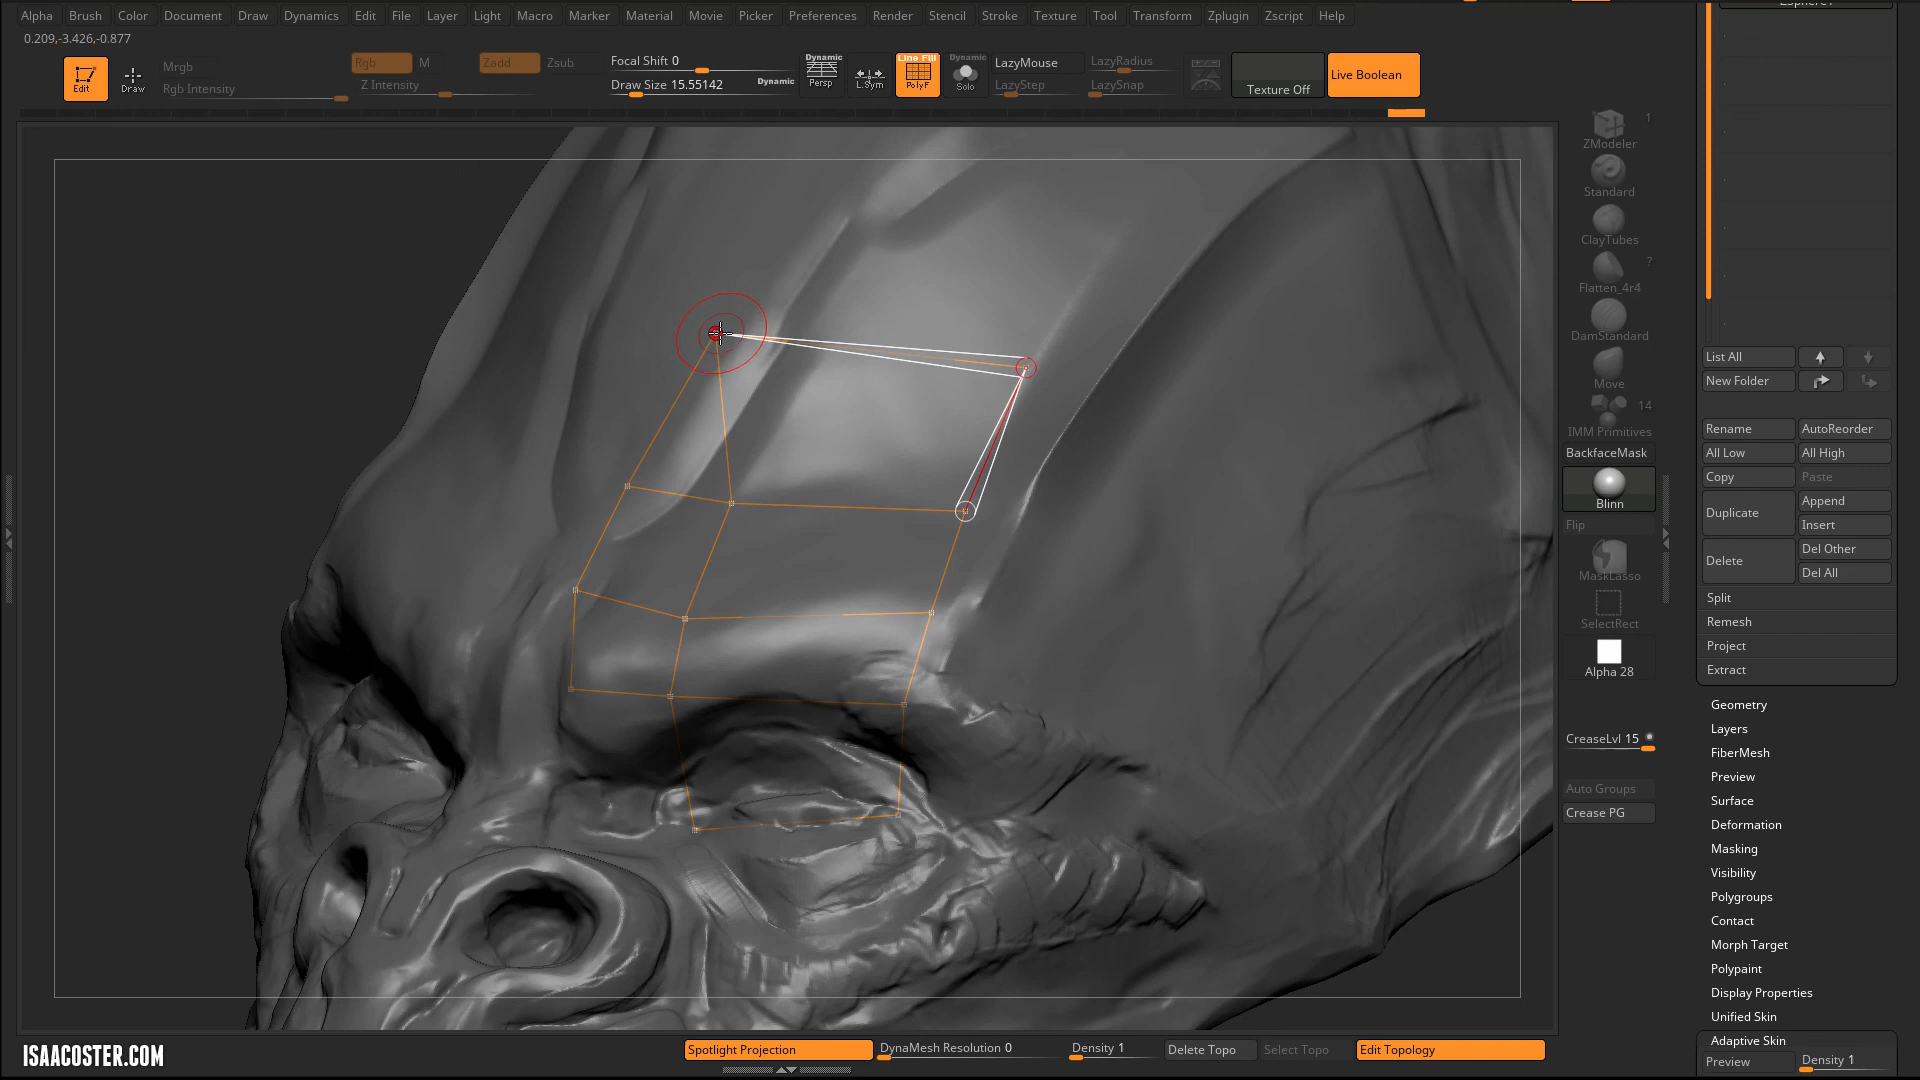 Alpha Brush Color Document Draw Dynamics Edit File Layer Light Macro Marker Material Movie Picker Preferences Render Stencil Stroke Texture Tool Transform Zplugin Zscript Help
0.209,-3.426,-0.877
Edit
Draw
Mrgb
Rgb Intensity
Rgb
M
Zadd
Zsub
Z Intensity
Focal Shift 0
Draw Size 15.55142
Dynamic
Dynamic
Persp
L.Sym
Line Fill
PolyF
Dynamic
Solo
LazyMouse
LazyStep
LazyRadius
LazySnap
Texture Off
Live Boolean
1
ZModeler
Standard
ClayTubes
?
Flatten_4r4
DamStandard
Move
14
IMM Primitives
BackfaceMask
Blinn
Flip
MaskLasso
SelectRect
Alpha 28
CreaseLvl 15
Auto Groups
Crease PG
List All
New Folder
Rename AutoReorder
All Low All High
Copy Paste
Duplicate
Append
Insert
Delete
Del Other
Del All
Split
Remesh
Project
Extract
Geometry
Layers
FiberMesh
Preview
Surface
Deformation
Masking
Visibility
Polygroups
Contact
Morph Target
Polypaint
Display Properties
Unified Skin
Adaptive Skin
Preview Density 1
ISAACOSTER.COM
Spotlight Projection DynaMesh Resolution 0 Density 1 Delete Topo Select Topo Edit Topology